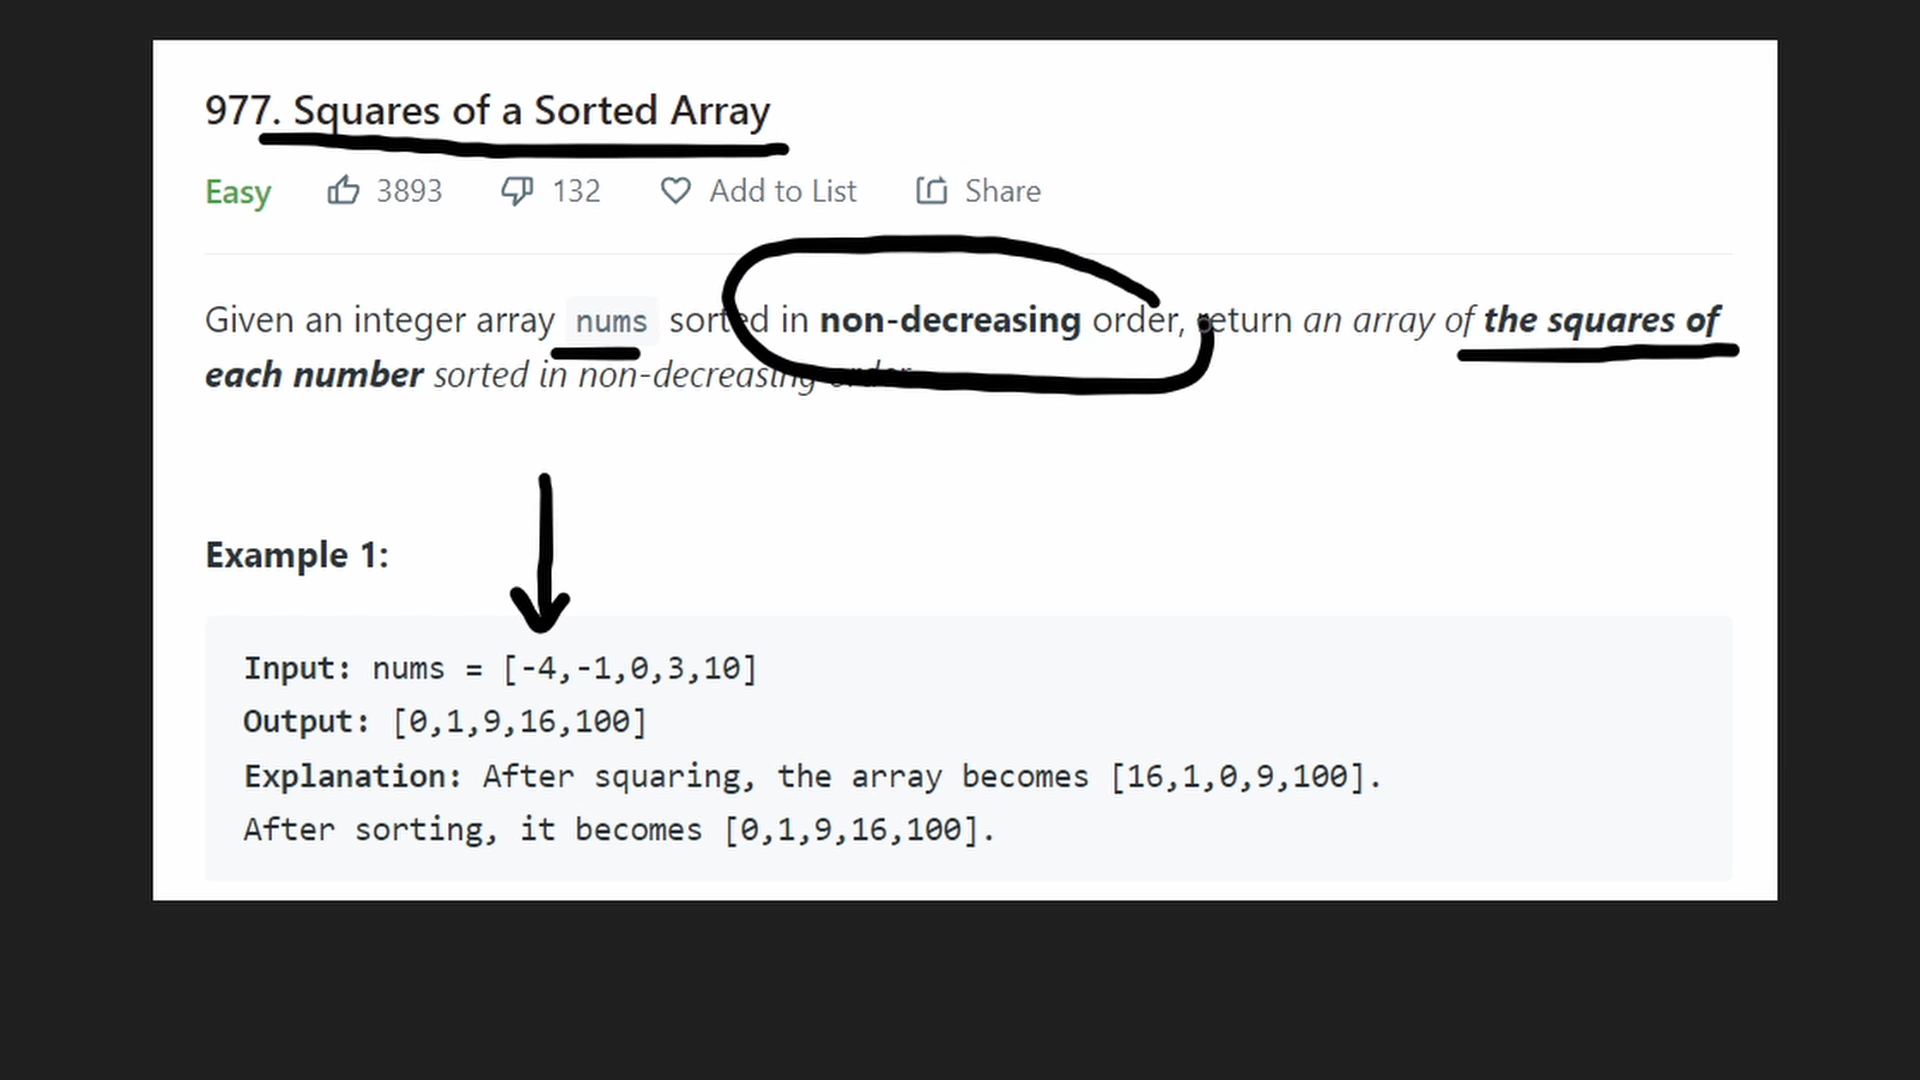 977. Squares of a Sorted Array
Easy 3893 132 Add to List Share
Given an integer array nums sorted in non-decreasing order, return an array of the squares of
each number sorted in non-decreasing order
Example 1:
Input: nums = [-4,-1,0,3,10]
Output: [0,1,9,16,100]
Explanation: After squaring, the array becomes [16,1,0,9,100].
After sorting, it becomes [0,1,9,16,100].